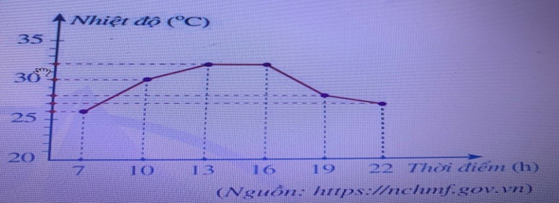 Nhiệt độ (°C)
35
30
25
20
7 10 13 16 19 22 Thời điểm (h)
(Nguồn: https://nchmf.gov.vn)